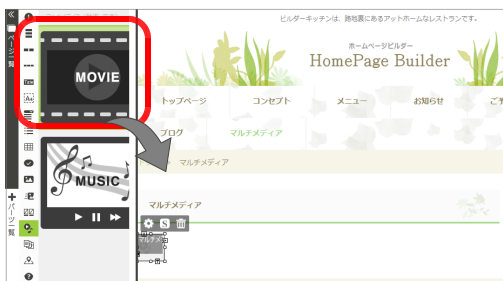 ページ一覧
パーツ一覧
MOVIE
MUSIC
ビルダーキッチンは、路地裏にあるアットホームなレストランです。
ホームページビルダー
HomePage Builder
トップページ
コンセプト
メニュー
お知らせ
ブログ
マルチメディア
マルチメディア
マルチメディア
S